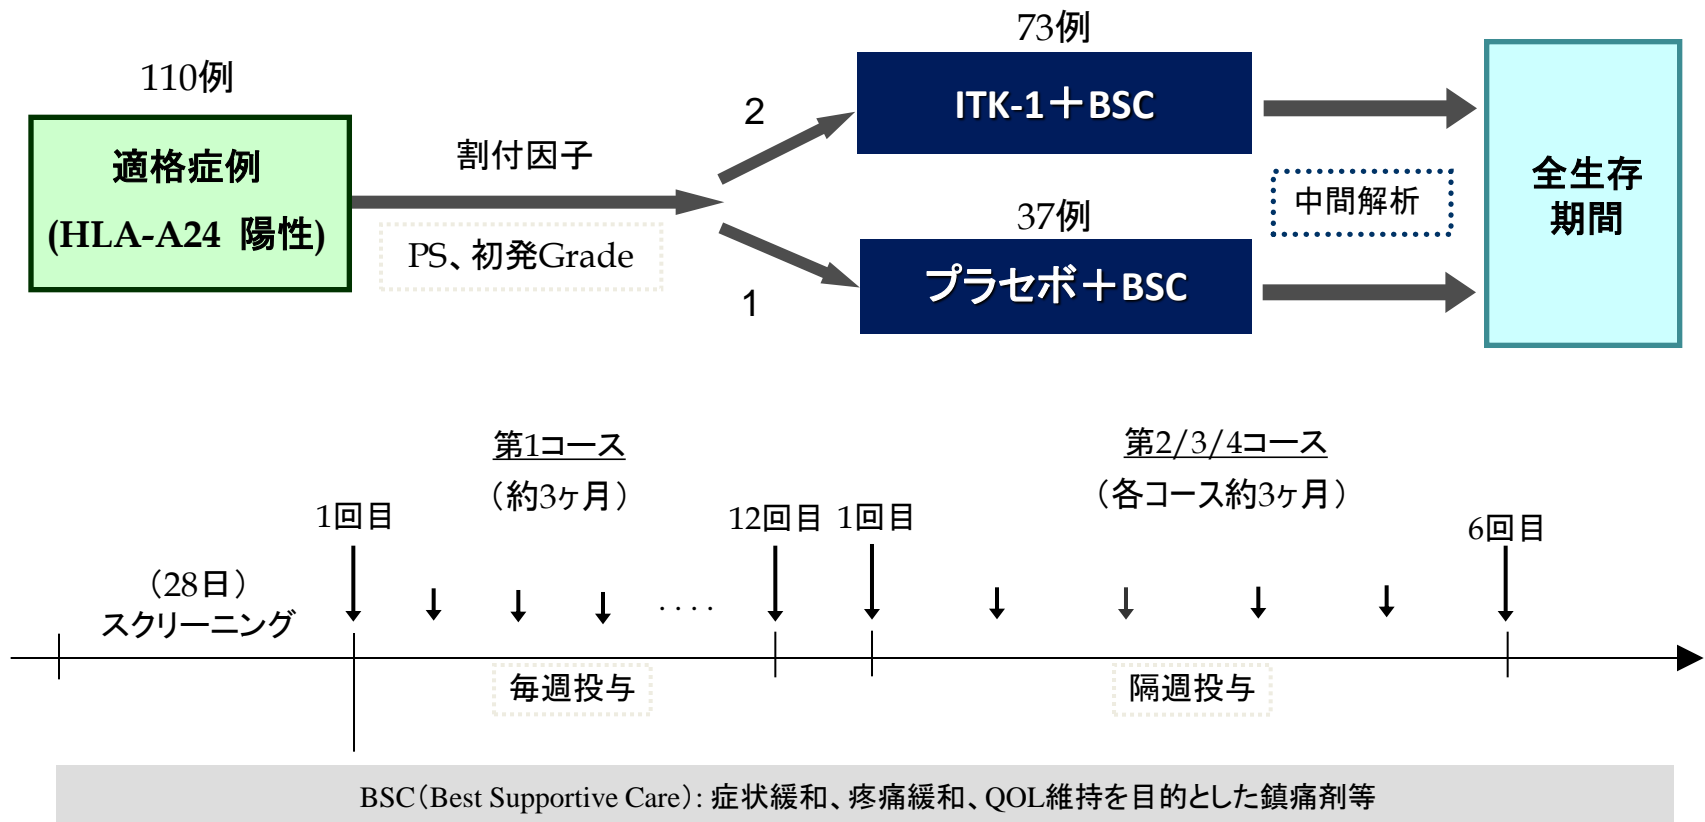 110例
適格症例
(HLA-A24 陽性)
割付因子
PS、初発Grade
2
1
73例
ITK-1＋BSC
37例
プラセボ＋BSC
中間解析
全生存
期間
第1コース
（約3ヶ月）
第2/3/4コース
（各コース約3ヶ月）
1回目
12回目
1回目
6回目
（28日）
スクリーニング
....
毎週投与
隔週投与
BSC（Best Supportive Care）: 症状緩和、疼痛緩和、QOL維持を目的とした鎮痛剤等